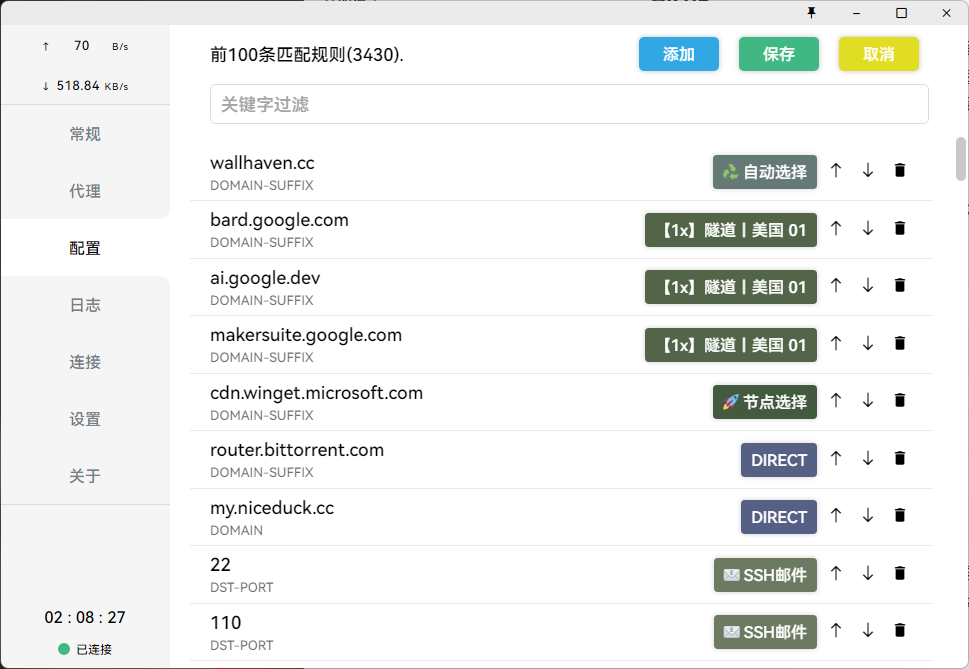 ↑ 70 B/s
↓ 518.84 KB/s
常规
代理
配置
日志
连接
设置
关于
02 : 08 : 27
已连接
前100条匹配规则(3430).
添加 保存 取消
关键字过滤
wallhaven.cc
DOMAIN-SUFFIX
自动选择
bard.google.com
DOMAIN-SUFFIX
【1x】隧道丨美国 01
ai.google.dev
DOMAIN-SUFFIX
【1x】隧道丨美国 01
makersuite.google.com
DOMAIN-SUFFIX
【1x】隧道丨美国 01
cdn.winget.microsoft.com
DOMAIN-SUFFIX
🚀 节点选择
router.bittorrent.com
DOMAIN-SUFFIX
DIRECT
my.niceduck.cc
DOMAIN
DIRECT
22
DST-PORT
SSH邮件
110
DST-PORT
SSH邮件